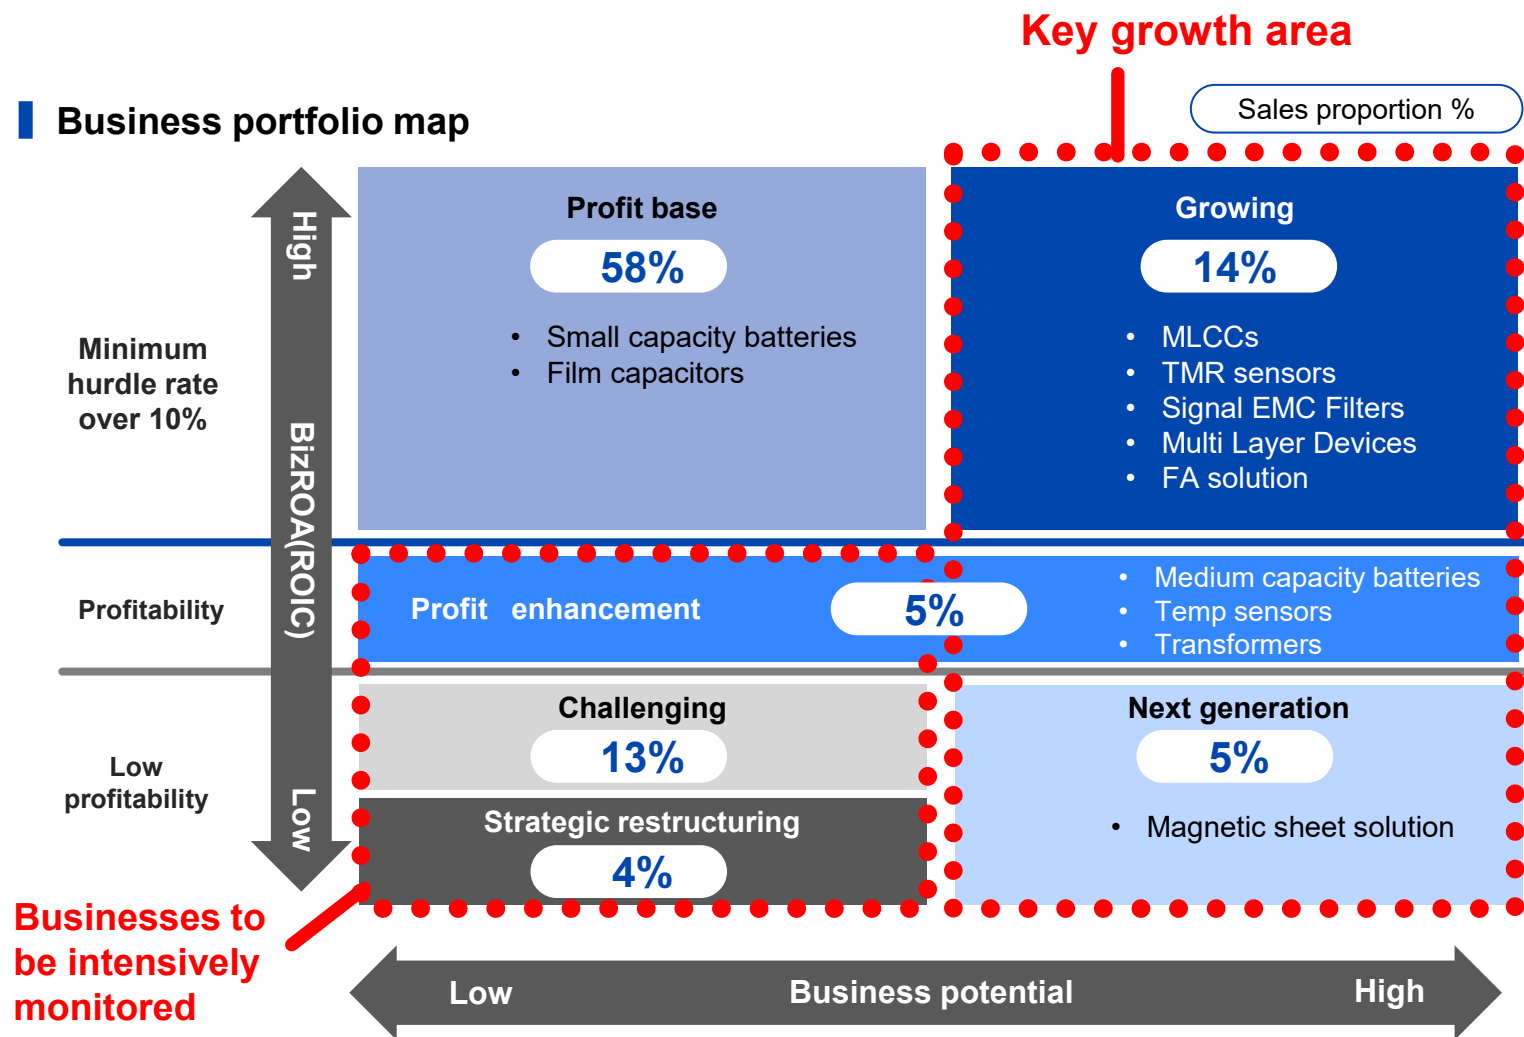 Key growth area
Business portfolio map
Sales proportion %
High
BizROA(ROIC)
Low
Minimum
hurdle rate
over 10%
Profit base
58%
• Small capacity batteries
• Film capacitors
Growing
14%
• MLCCs
• TMR sensors
• Signal EMC Filters
• Multi Layer Devices
• FA solution
Profitability
Profit enhancement
5%
• Medium capacity batteries
• Temp sensors
• Transformers
Low
profitability
Challenging
13%
Strategic restructuring
4%
Next generation
5%
• Magnetic sheet solution
Businesses to
be intensively
monitored
Low
Business potential
High